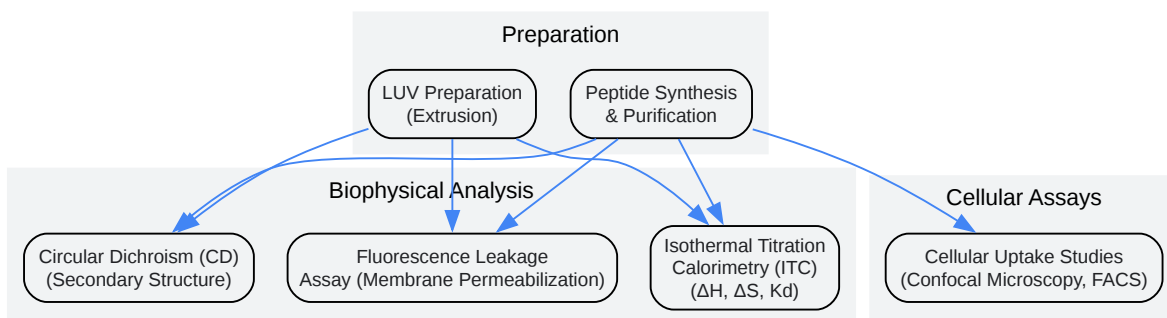 Preparation
LUV Preparation
(Extrusion)
Peptide Synthesis
& Purification
Biophysical Analysis
Circular Dichroism (CD)
(Secondary Structure)
Fluorescence Leakage
Assay (Membrane Permeabilization)
Isothermal Titration
Calorimetry (ITC)
(ΔH, ΔS, Kd)
Cellular Assays
Cellular Uptake Studies
(Confocal Microscopy, FACS)